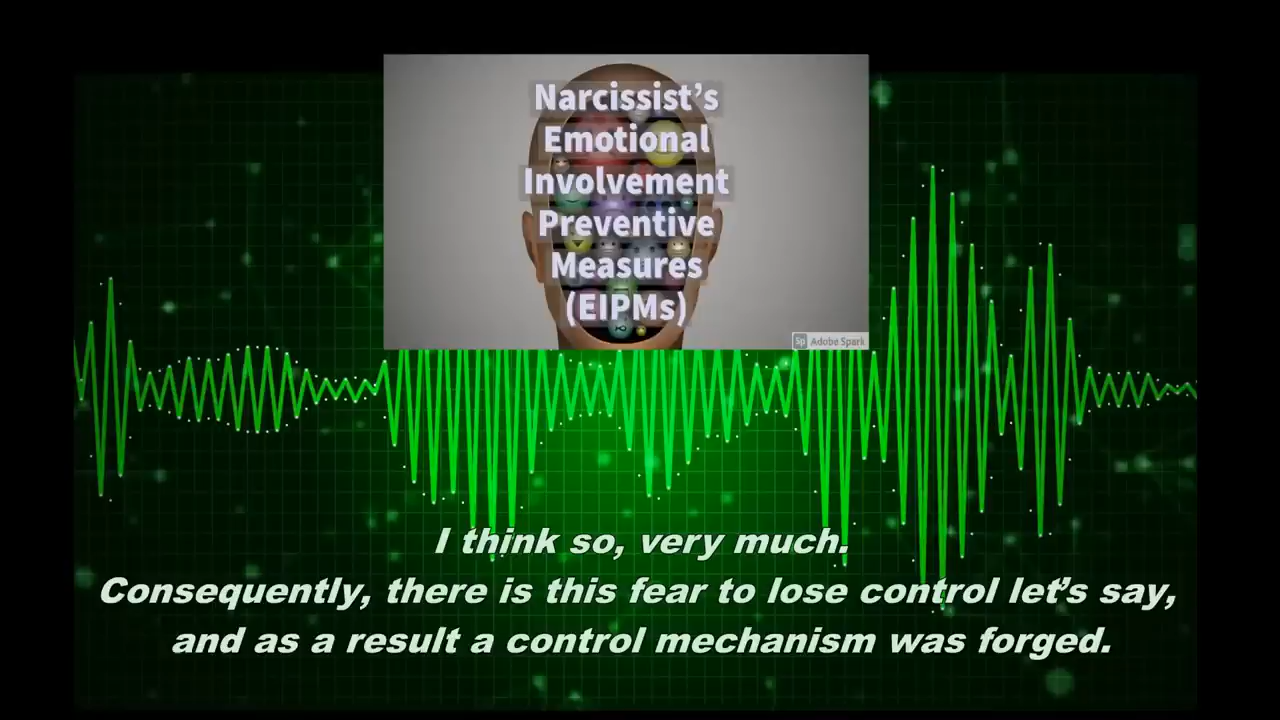 Narcissist's
Emotional
Involvement
Preventive
Measures
(EIPMs)
Sp Adobe Spark
I think so, very much.
Consequently, there is this fear to lose control let's say,
and as a result a control mechanism was forged.